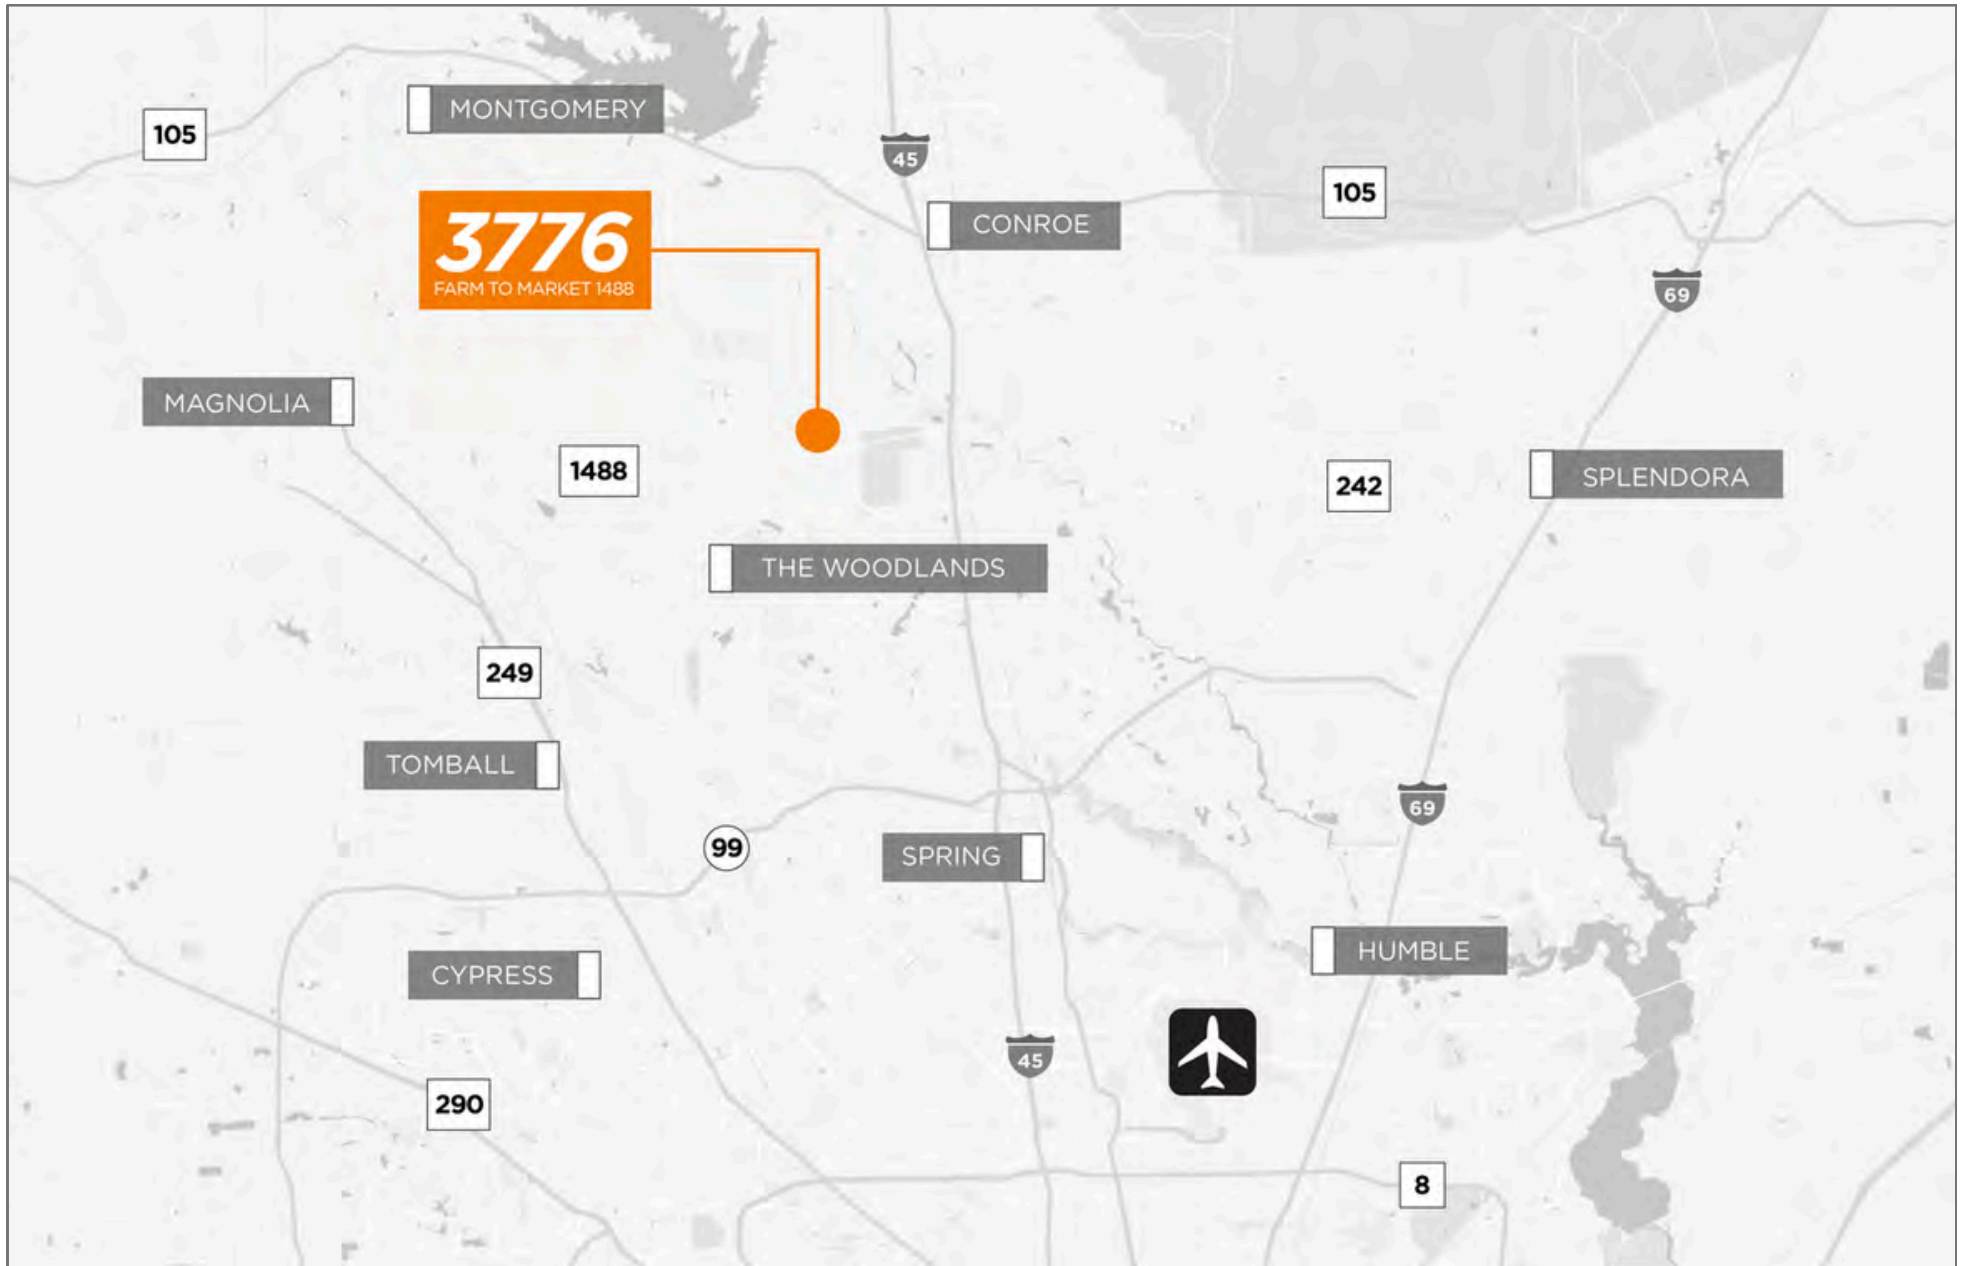 MONTGOMERY
105
45
105
CONROE
3776
FARM TO MARKET 1488
69
MAGNOLIA
1488
242
SPLENDORA
THE WOODLANDS
249
TOMBALL
69
99
SPRING
HUMBLE
CYPRESS
45
290
8